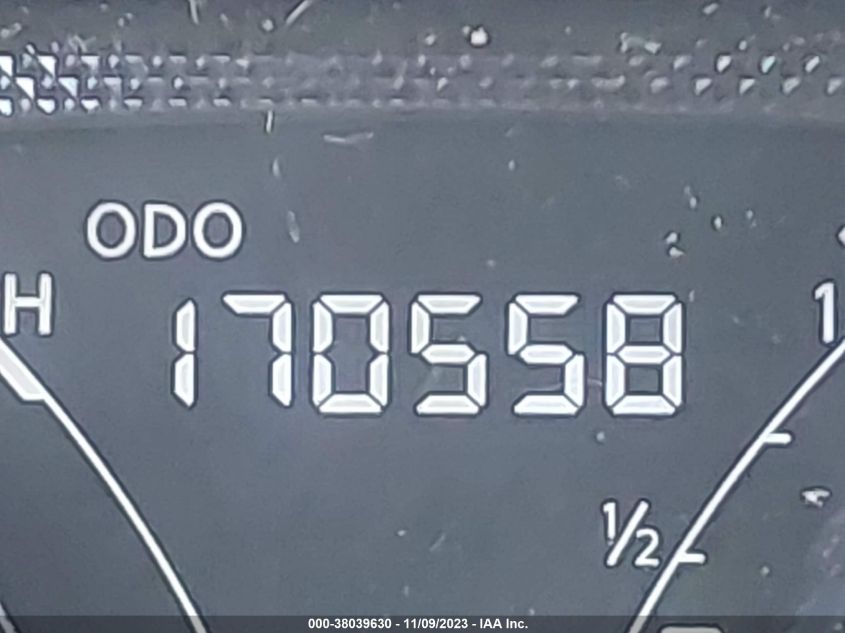 ODO
H 170558 1
1/2
000-38039630 - 11/09/2023 - IAA Inc.